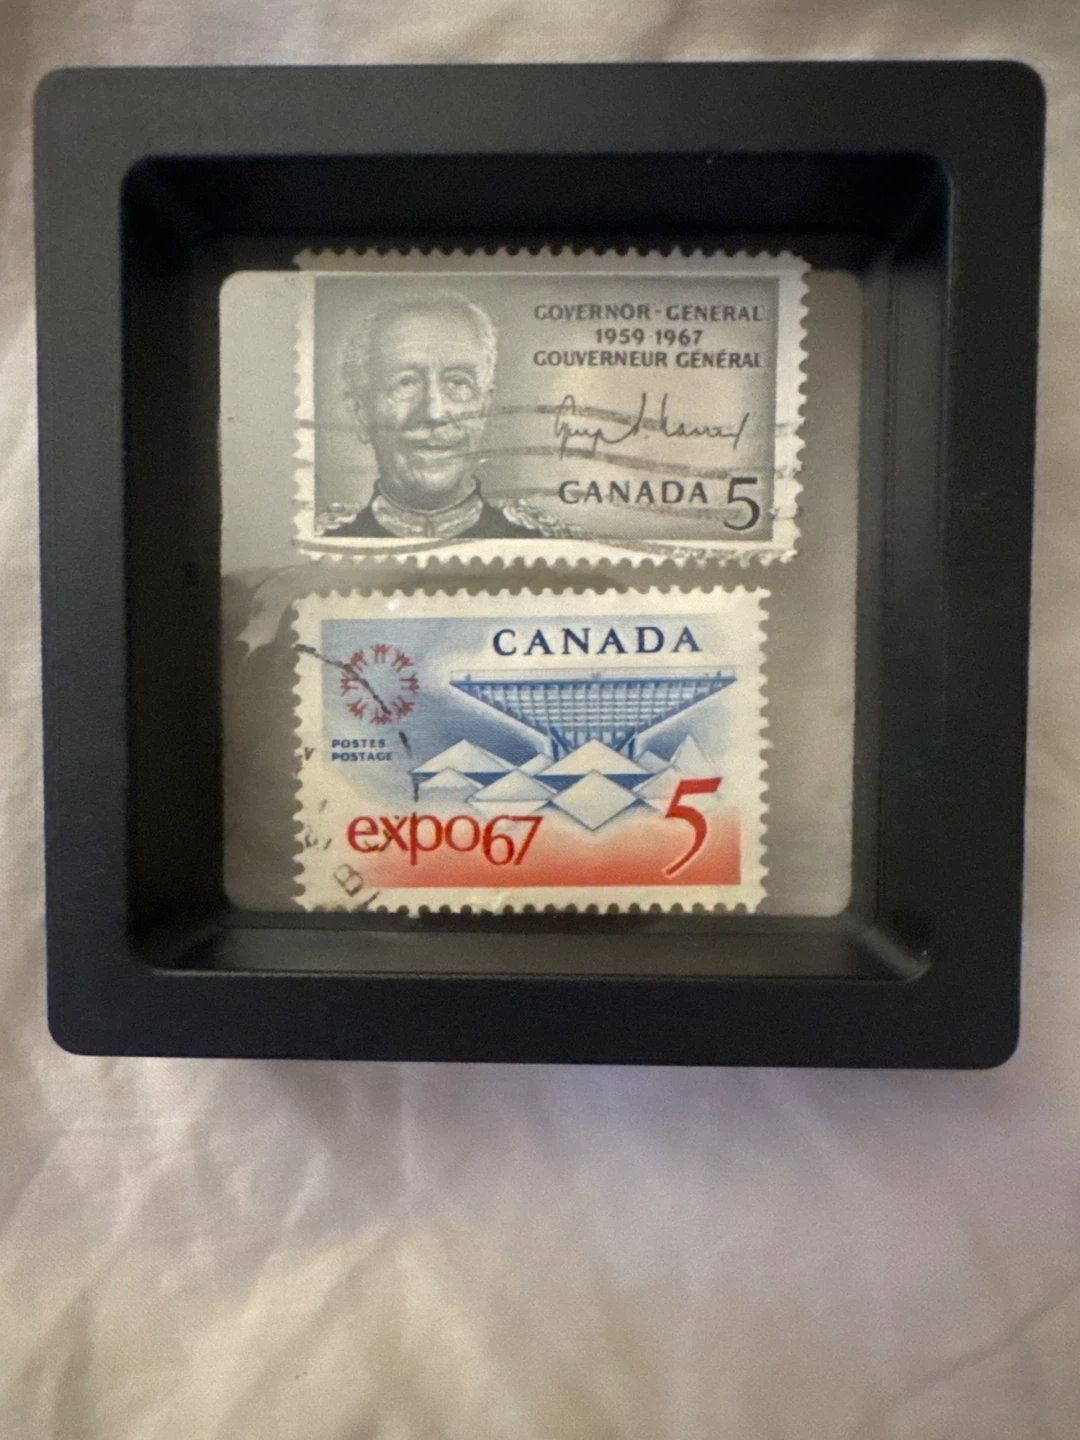 GOVERNOR-GENERAL
1959-1967
GOUVERNEUR GÉNÉRAL
CANADA 5
CANADA
POSTES
POSTAGE
expo67
5